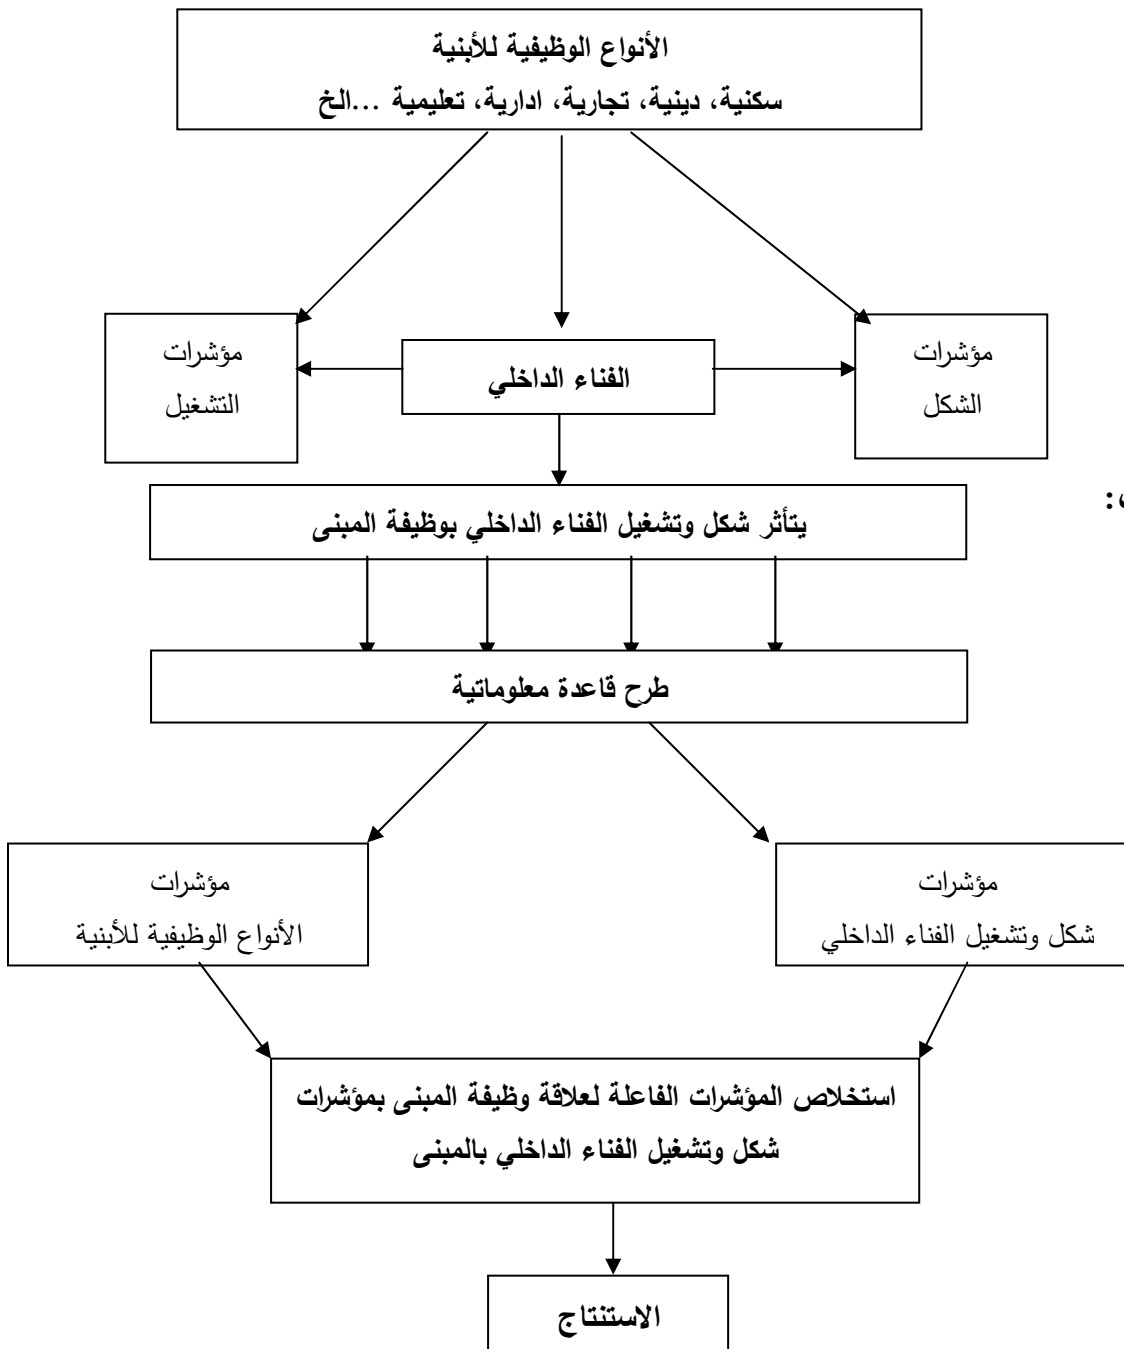 الأنواع الوظيفية للأبنية
سكنية، دينية، تجارية، ادارية، تعليمية ...الخ
مؤشرات
الشكل
الفناء الداخلي
مؤشرات
التشغيل
يتأثر شكل وتشغيل الفناء الداخلي بوظيفة المبنى
طرح قاعدة معلوماتية
مؤشرات
شكل وتشغيل الفناء الداخلي
مؤشرات
الأنواع الوظيفية للأبنية
استخلاص المؤشرات الفاعلة لعلاقة وظيفة المبنى بمؤشرات
شكل وتشغيل الفناء الداخلي بالمبنى
الاستنتاج